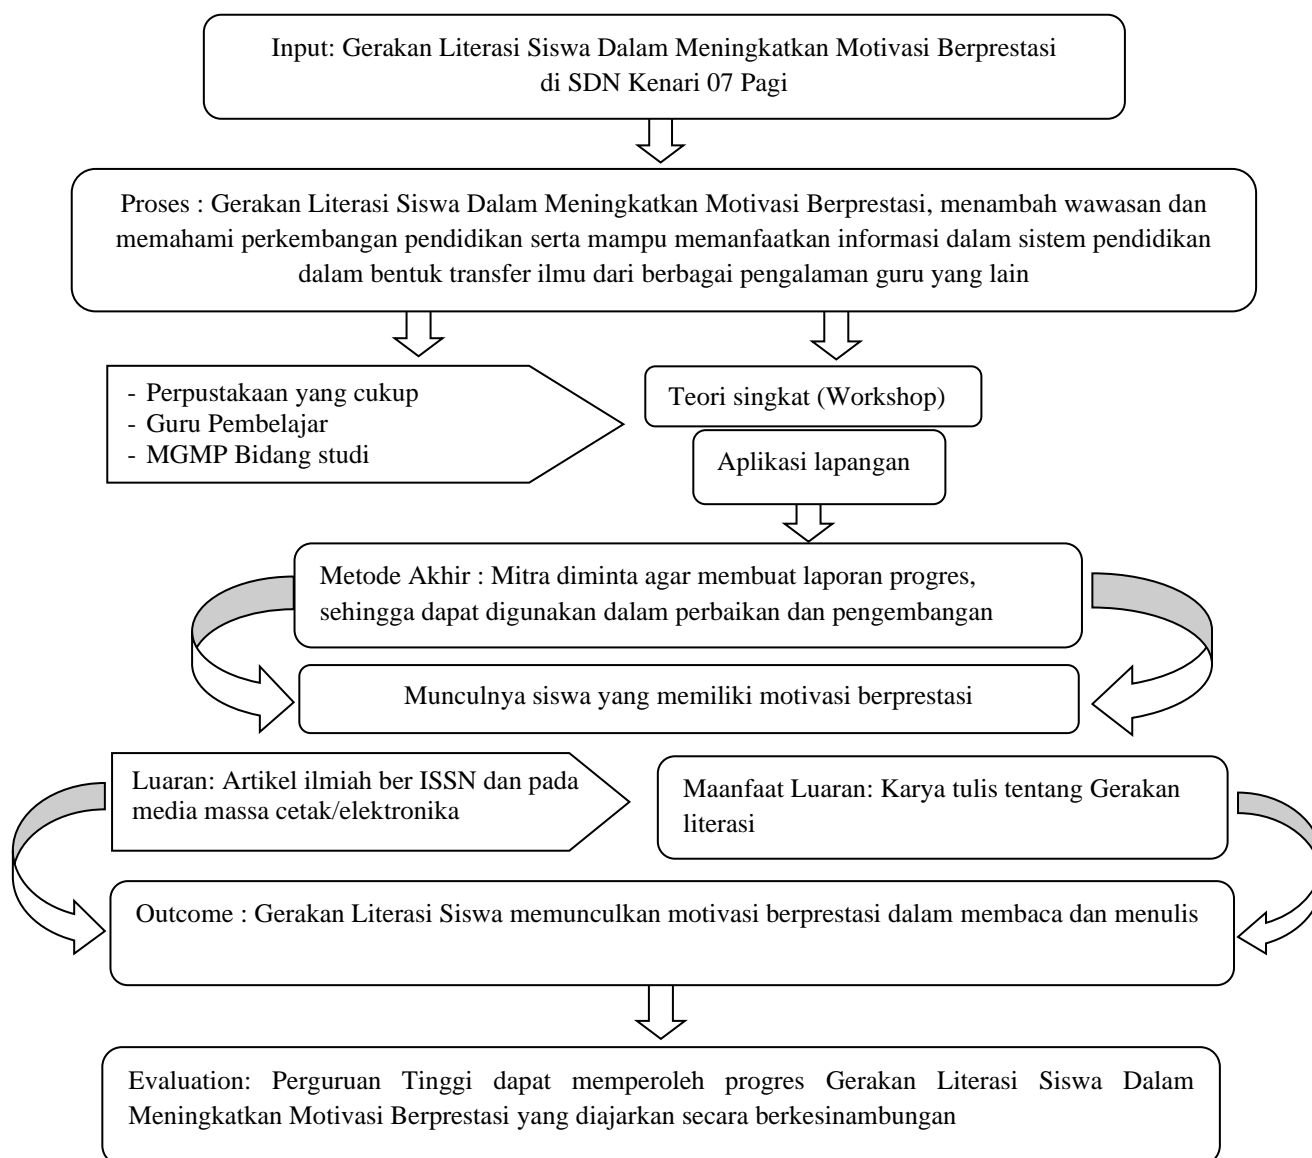 Input: Gerakan Literasi Siswa Dalam Meningkatkan Motivasi Berprestasi
di SDN Kenari 07 Pagi
Proses : Gerakan Literasi Siswa Dalam Meningkatkan Motivasi Berprestasi, menambah wawasan dan
memahami perkembangan pendidikan serta mampu memanfaatkan informasi dalam sistem pendidikan
dalam bentuk transfer ilmu dari berbagai pengalaman guru yang lain
- Perpustakaan yang cukup
- Guru Pembelajar
- MGMP Bidang studi
Teori singkat (Workshop)
Aplikasi lapangan
Metode Akhir : Mitra diminta agar membuat laporan progres,
sehingga dapat digunakan dalam perbaikan dan pengembangan
Munculnya siswa yang memiliki motivasi berprestasi
Luaran: Artikel ilmiah ber ISSN dan pada
media massa cetak/elektronika
Maanfaat Luaran: Karya tulis tentang Gerakan
literasi
Outcome : Gerakan Literasi Siswa memunculkan motivasi berprestasi dalam membaca dan menulis
Evaluation: Perguruan Tinggi dapat memperoleh progres Gerakan Literasi Siswa Dalam
Meningkatkan Motivasi Berprestasi yang diajarkan secara berkesinambungan